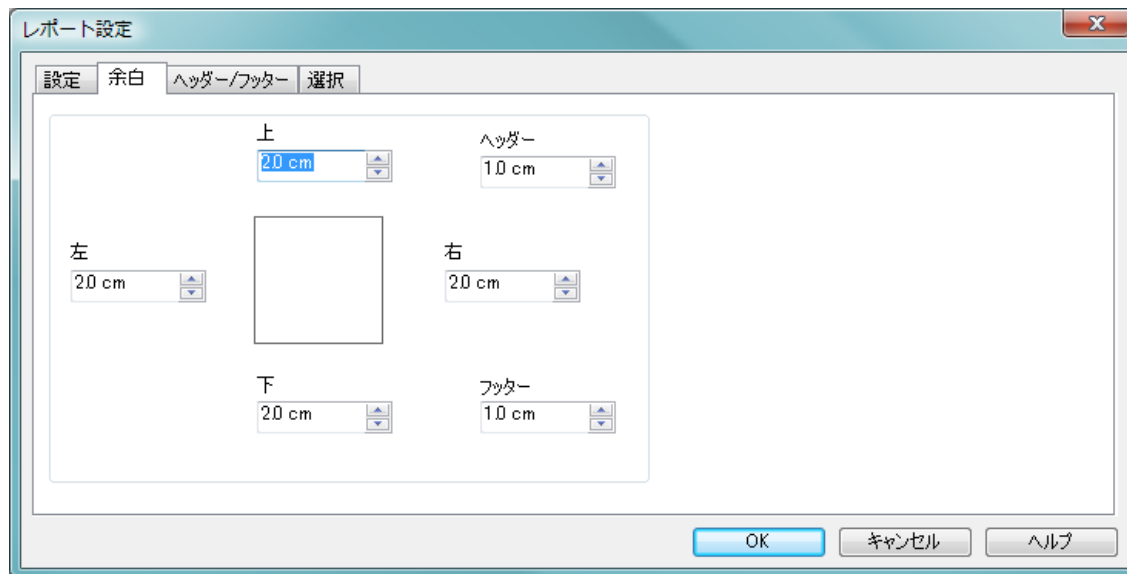 レポート設定
設定 余白 ヘッダー/フッター 選択
上 ヘッダー
2.0 cm 1.0 cm
左 右
2.0 cm 2.0 cm
下 フッター
2.0 cm 1.0 cm
OK キャンセル ヘルプ